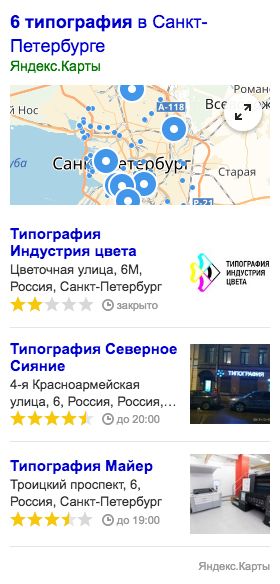 6 типография в Санкт-
Петербурге
Яндекс.Карты
А-118
Нос
Санкт-Петербург
Старая
Р-21
Типография
Индустрия цвета
Цветочная улица, 6М,
Россия, Санкт-Петербург
закрыто
ТИПОГРАФИЯ
ИНДУСТРИЯ
ЦВЕТА
Типография Северное
Сияние
4-я Красноармейская
улица, 6, Россия, Россия,...
до 20:00
ТИПОГРАФИЯ
Типография Майер
Троицкий проспект, 6,
Россия, Санкт-Петербург
до 19:00
Яндекс.Карты